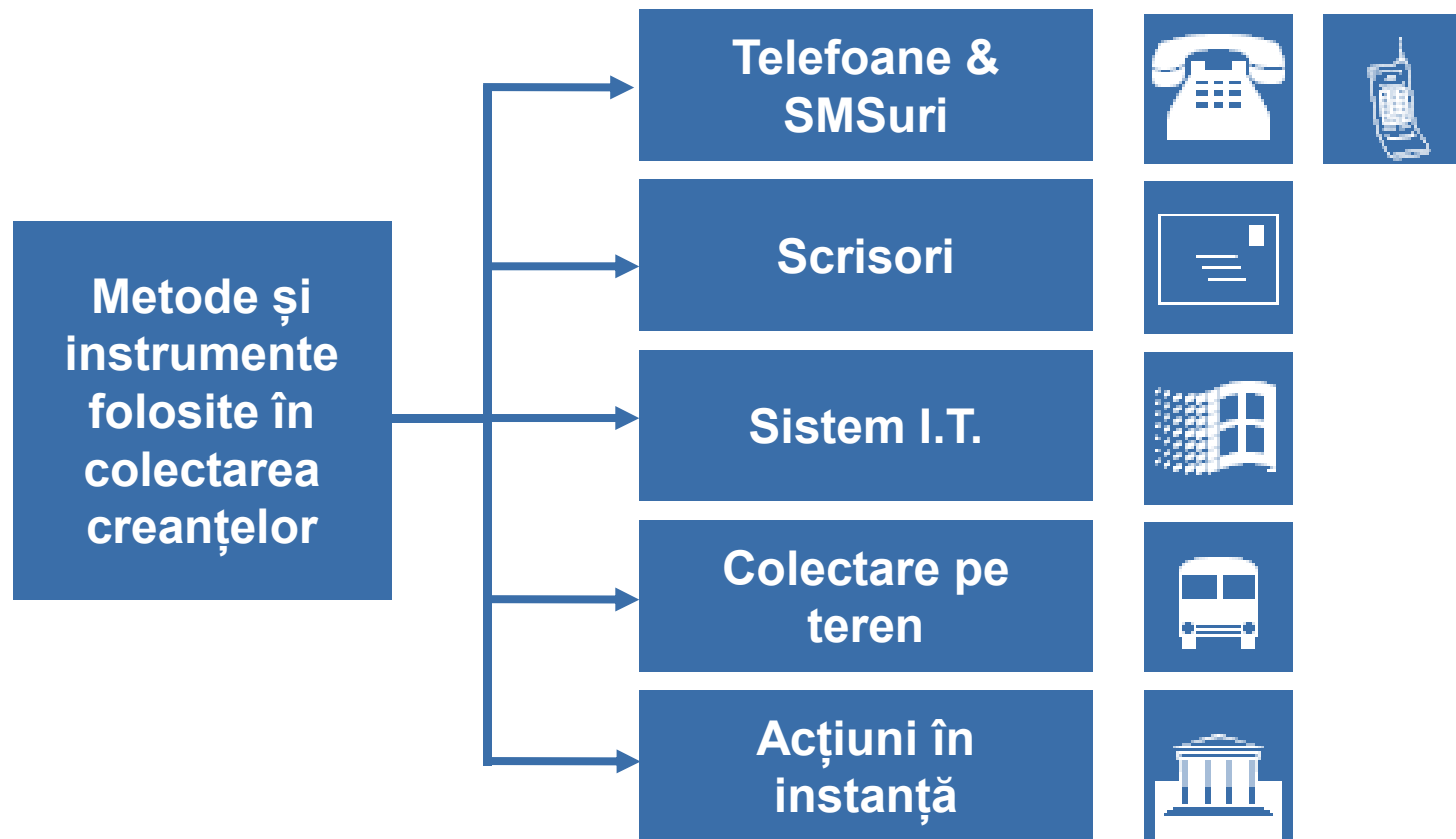 Metode și
instrumente
folosite în
colectarea
creanțelor
Telefoane &
SMSuri
Scrisori
Sistem I.T.
Colectare pe
teren
Acțiuni în
instanță